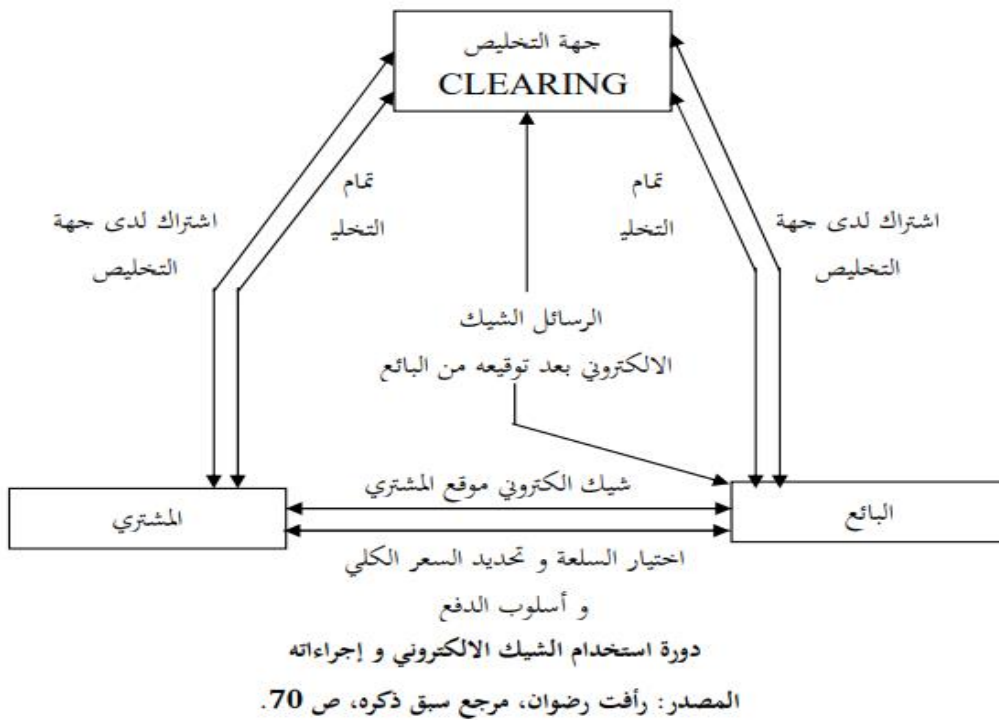 جهة التخليص
CLEARING
تمام
التخلي
تمام
التخلي
اشتراك لدى جهة
التخليص
اشتراك لدى جهة
التخليص
الرسائل الشيك
الالكتروني بعد توقيعه من البائع
شيك الكتروني موقع المشتري
البائع
المشتري
اختيار السلعة و تحديد السعر الكلي
و أسلوب الدفع
دورة استخدام الشيك الالكتروني و إجراءاته
المصدر: رأفت رضوان، مرجع سبق ذكره، ص 70.